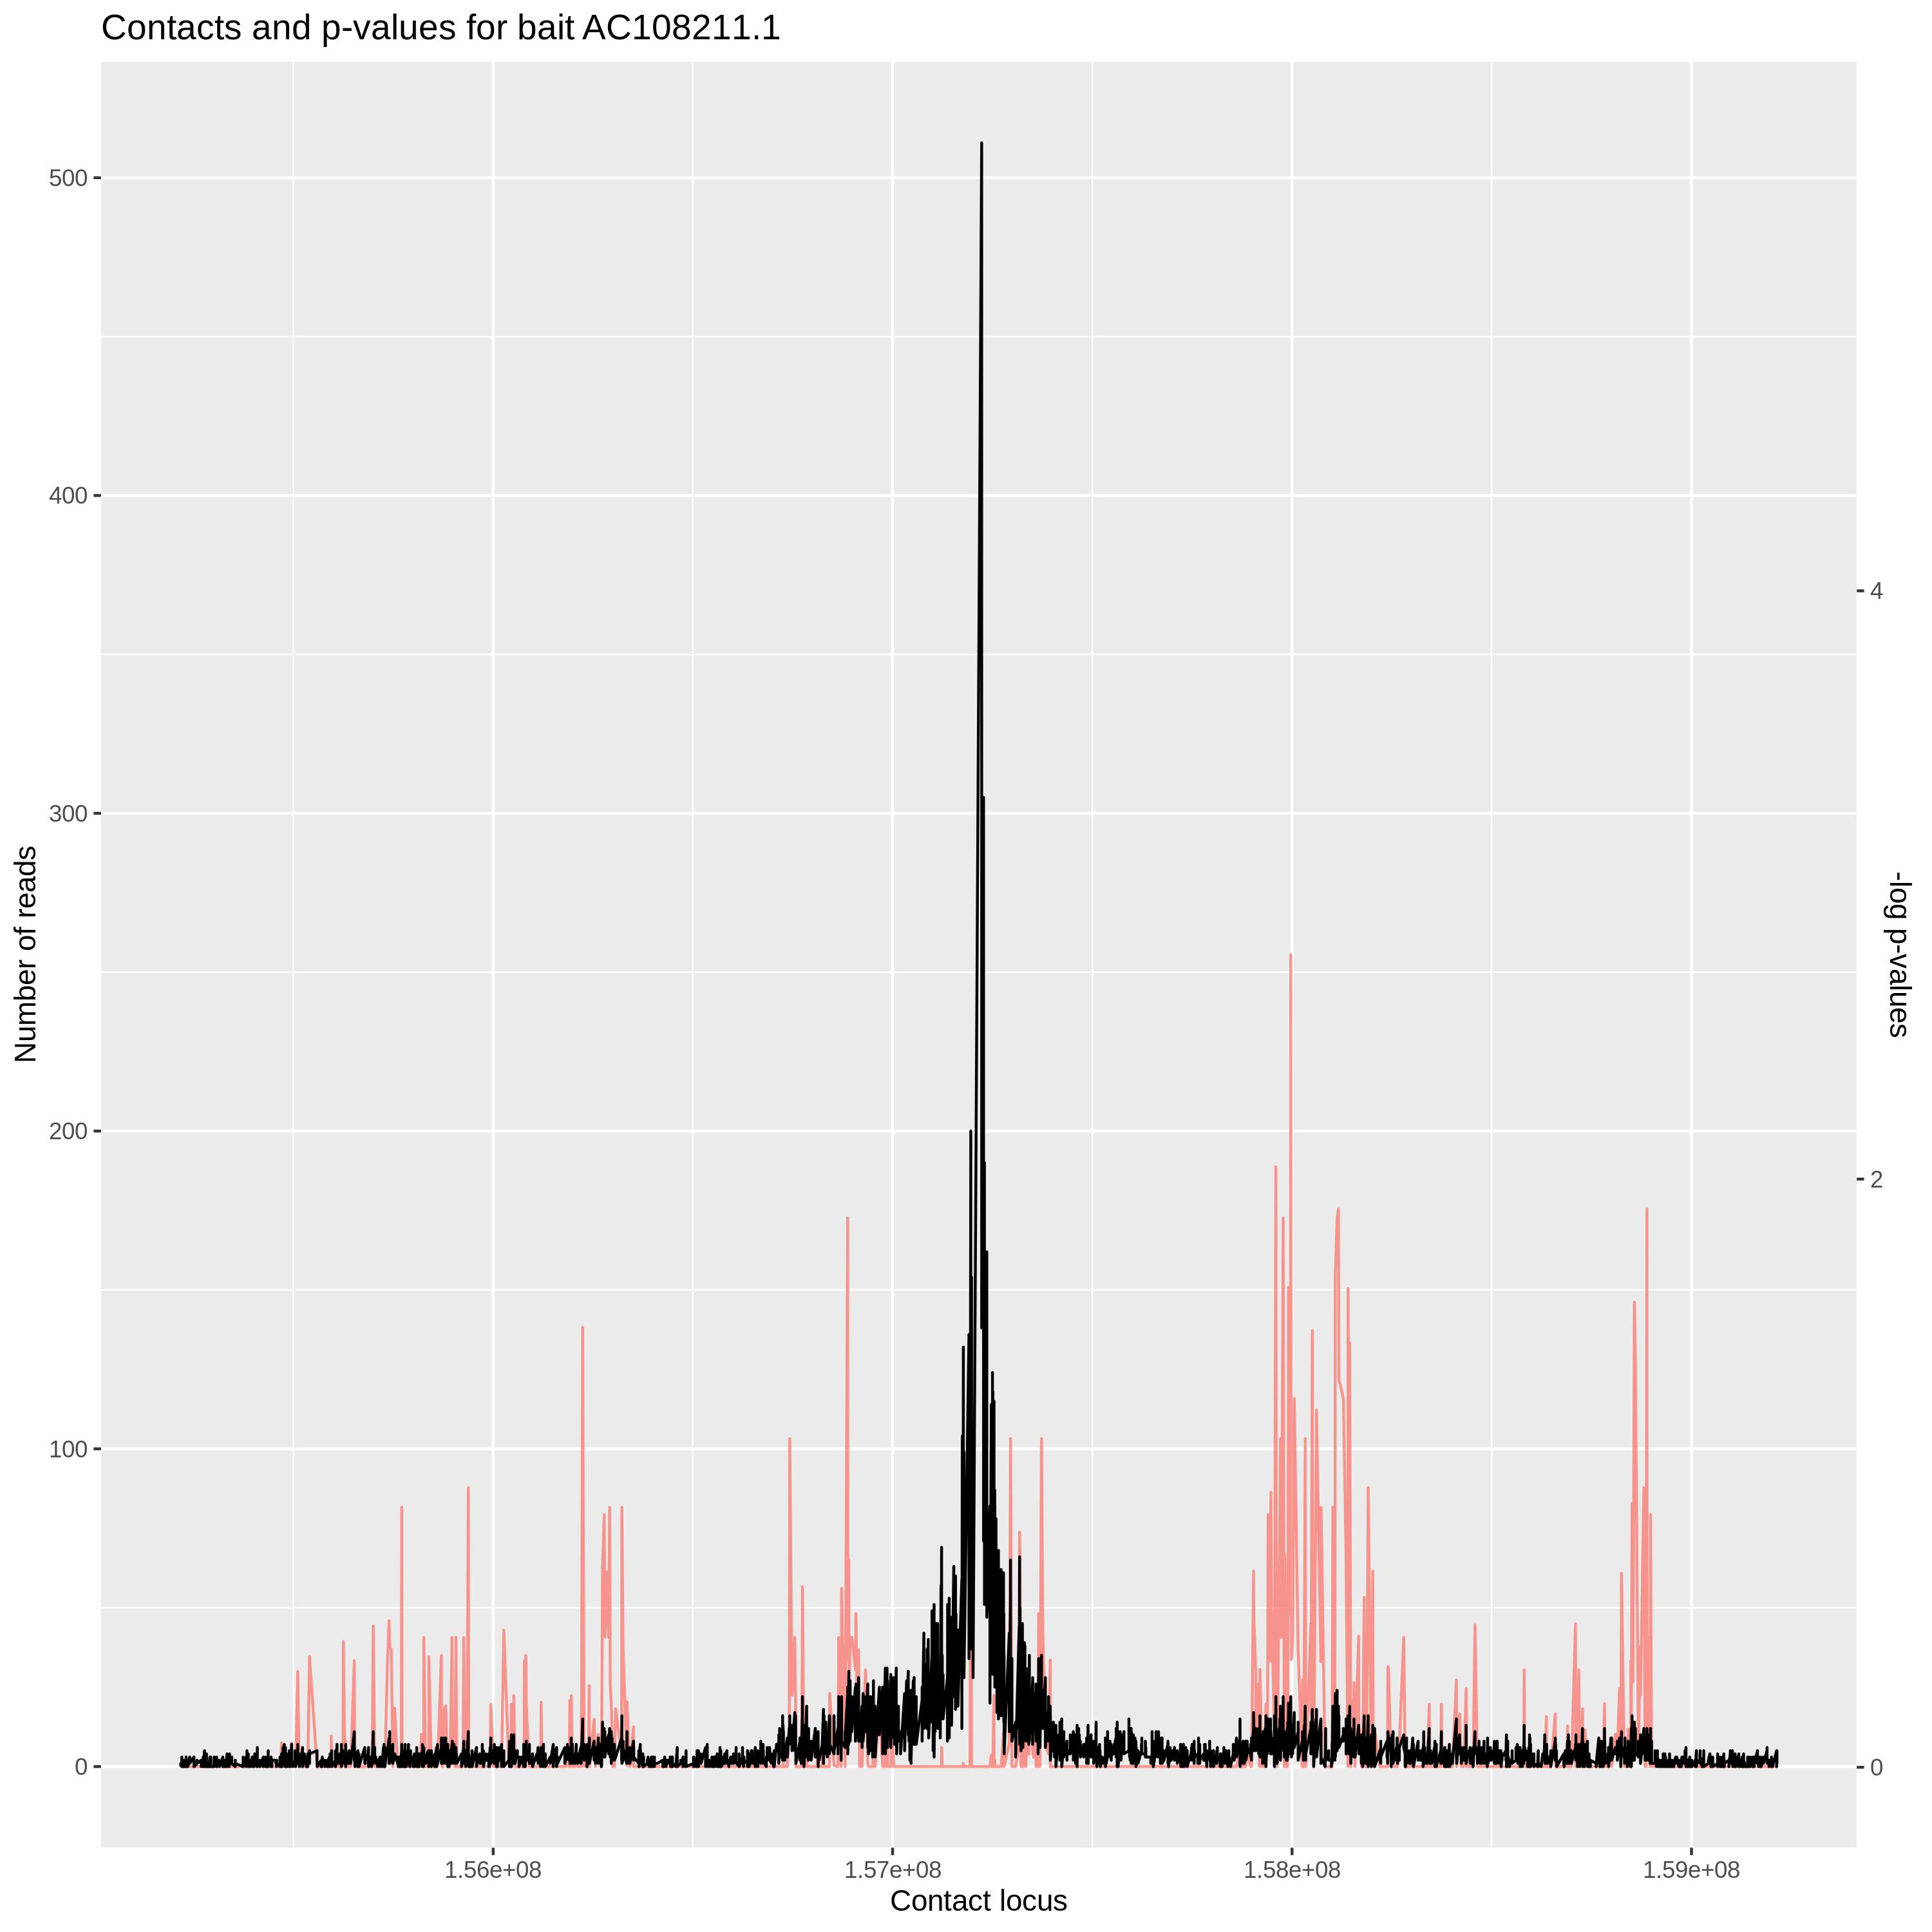 Contacts and p-values for bait AC108211.1
500
400
300
200
100
0
Number of reads
4
2
0
-log p-values
1.56e+08
1.57e+08
1.58e+08
1.59e+08
Contact locus